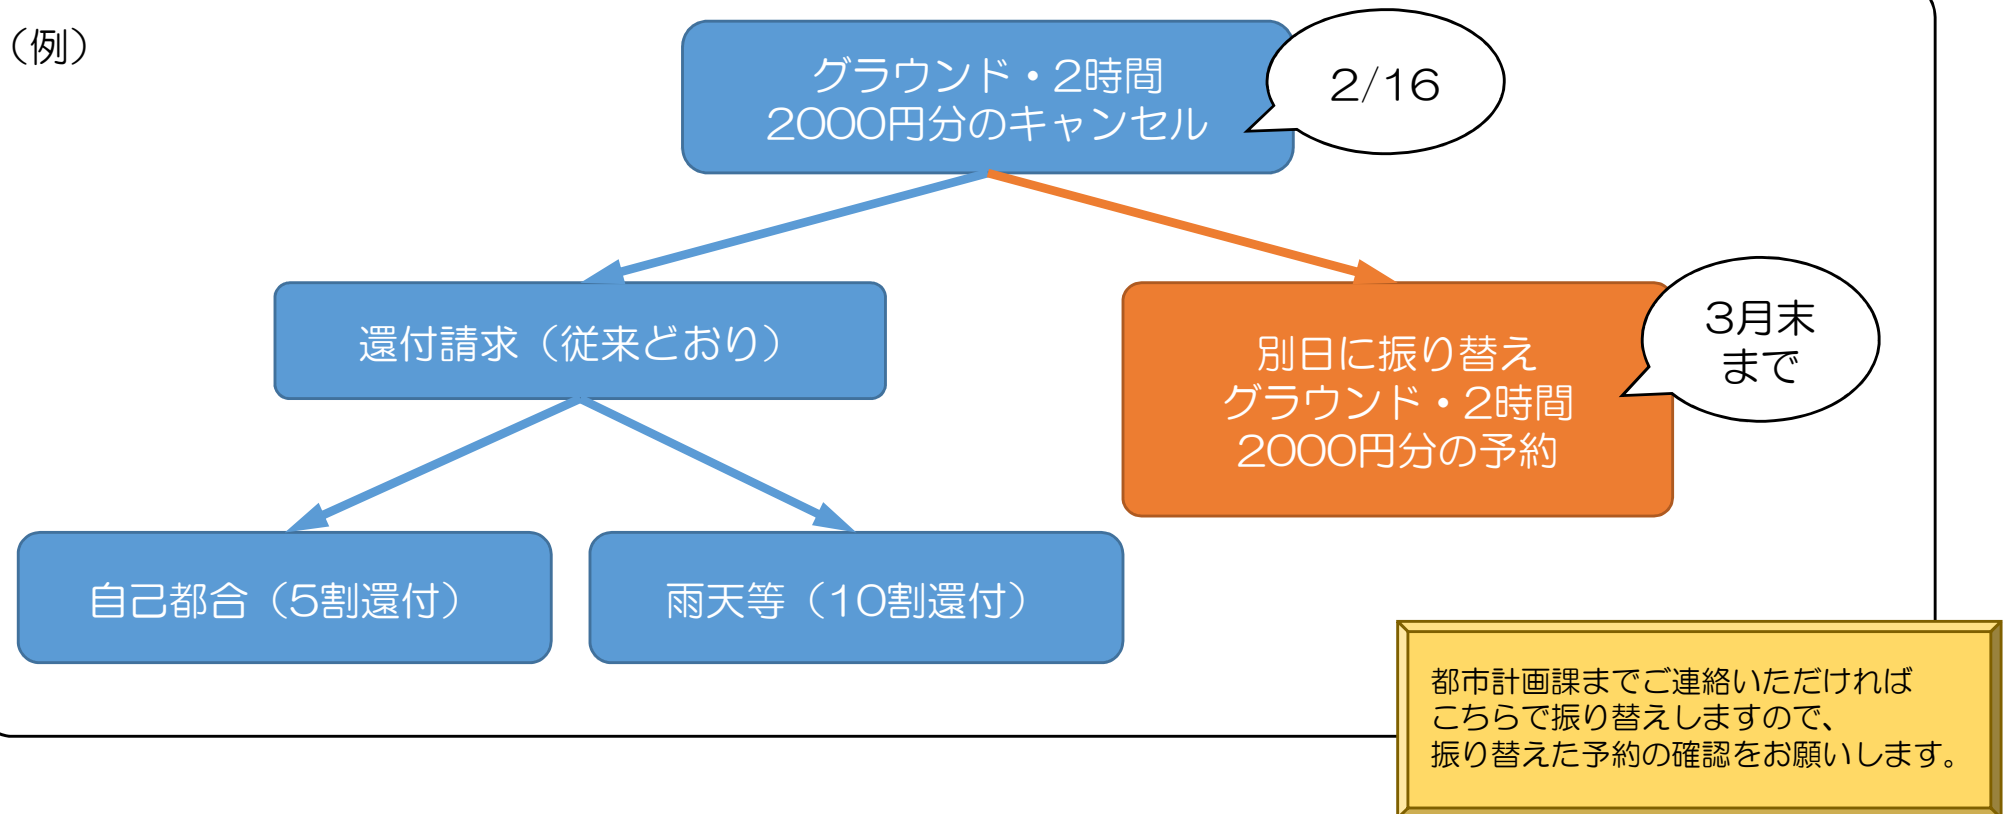 （例）
グラウンド・2時間
2000円分のキャンセル
2/16
還付請求（従来どおり）
別日に振り替え
グラウンド・2時間
2000円分の予約
3月末
まで
自己都合（5割還付）
雨天等（10割還付）
都市計画課までご連絡いただければ
こちらで振り替えしますので、
振り替えた予約の確認をお願いします。